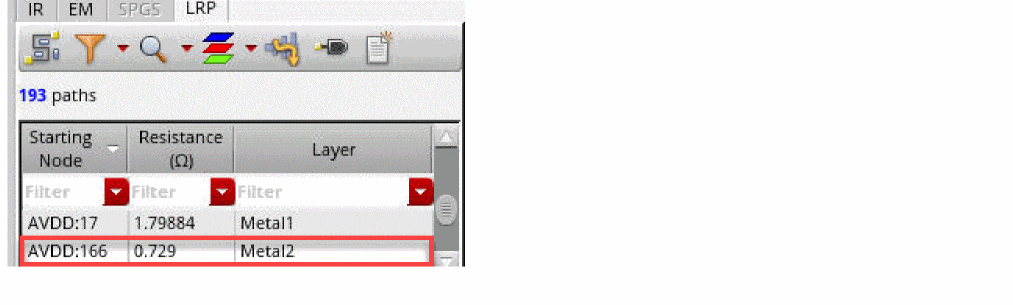 IR EM SPGS LRP
193 paths
Starting Node Resistance (Ω) Layer
Filter Filter Filter
AVDD:17 1.79884 Metal1
AVDD:166 0.729 Metal2